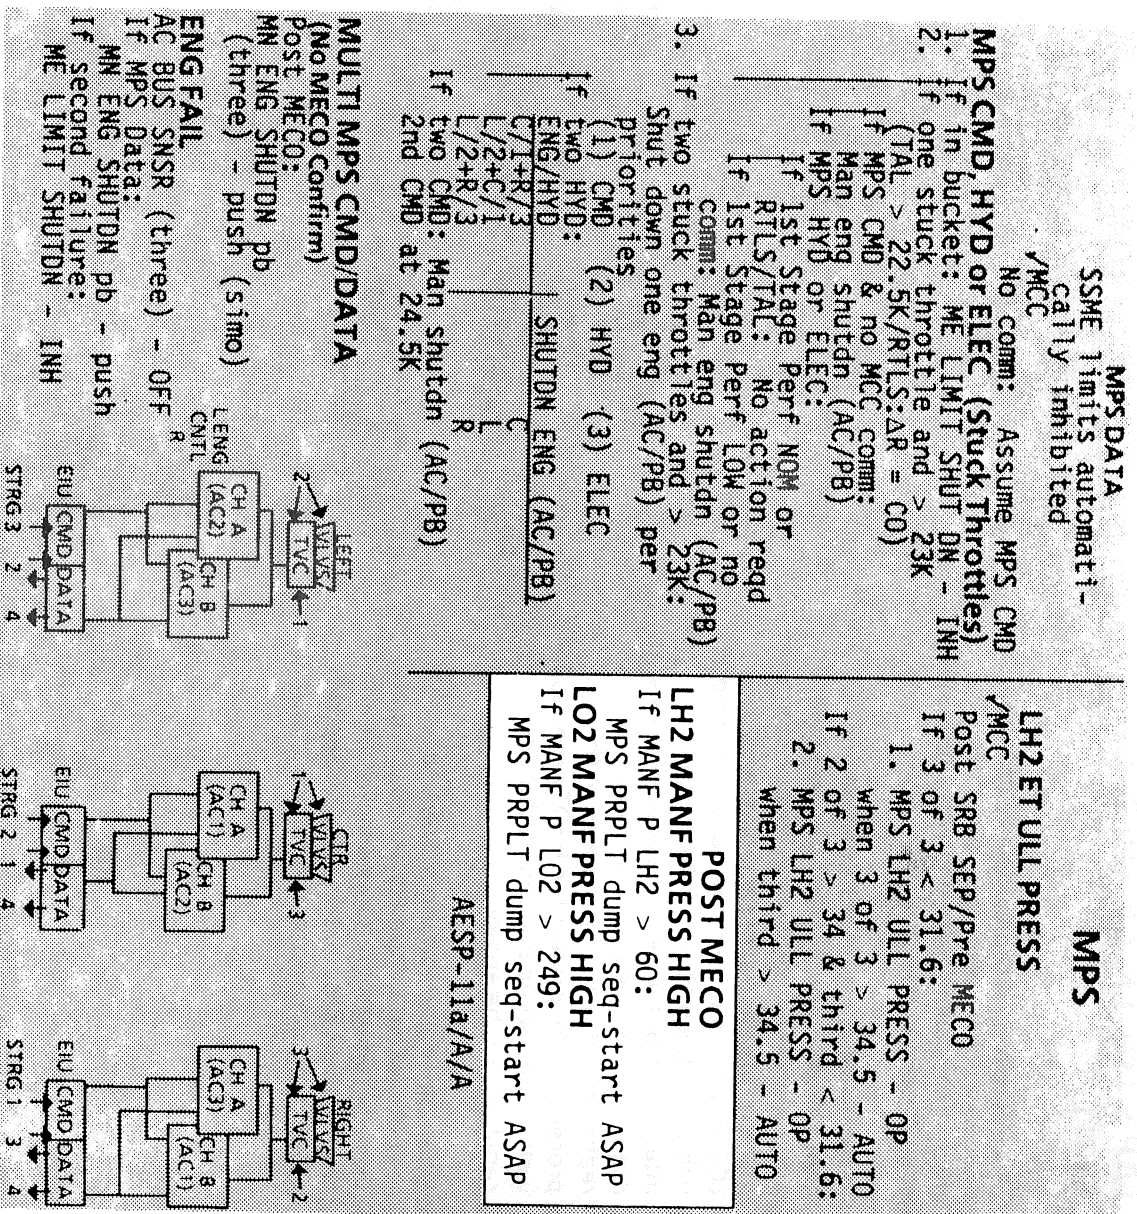 MPS
MPS DATA
SSME limits automati-
cally inhibited
√MCC
No comm: Assume MPS CMD
MPS CMD, HYD or ELEC (Stuck Throttles)
1. If in bucket: ME LIMIT SHUT DN - INH
2. If one stuck throttle and > 23K
(TAL > 22.5K/RTLS:ΔR = CO)
If MPS CMD & no MCC comm:
Man eng shutdn (AC/PB)
If MPS HYD or ELEC:
If 1st Stage Perf NOM or
RTLS/TAL: No action reqd
If 1st Stage Perf LOW or no
comm: Man eng shutdn (AC/PB)
3. If two stuck throttles and > 23K:
Shut down one eng (AC/PB) per
priorities
(1) CMD (2) HYD (3) ELEC
If two HYD:
ENG/HYD SHUTDN ENG (AC/PB)
C/1+R/3 C
L/2+C/1 L
L/2+R/3 R
If two CMD: Man shutdn (AC/PB)
2nd CMD at 24.5K
MULTI MPS CMD/DATA
(No MECO Confirm)
Post MECO:
MN ENG SHUTDN pb
(three) - push (simo)
ENG FAIL
AC BUS SNSR (three) - OFF
If MPS Data:
MN ENG SHUTDN pb - push
If second failure:
ME LIMIT SHUTDN - INH
LH2 ET ULL PRESS
√MCC
Post SRB SEP/Pre MECO
If 3 of 3 < 31.6:
1. MPS LH2 ULL PRESS - OP
when 3 of 3 > 34.5 - AUTO
If 2 of 3 > 34 & third < 31.6:
2. MPS LH2 ULL PRESS - OP
when third > 34.5 - AUTO
POST MECO
LH2 MANF PRESS HIGH
If MANF P LH2 > 60:
MPS PRPLT dump seq-start ASAP
LO2 MANF PRESS HIGH
If MANF P LO2 > 249:
MPS PRPLT dump seq-start ASAP
AESP-11a/A/A
LEFT
VLVS/
TVC
2
1
L ENG
CNTL
R
CH A
(AC2)
CH B
(AC3)
EIU CMD DATA
STRG 3 2 4
CTR
VLVS/
TVC
1
3
CH A
(AC1)
CH B
(AC2)
EIU CMD DATA
STRG 2 1 4
RIGHT
VLVS/
TVC
3
2
CH A
(AC3)
CH B
(AC1)
EIU CMD DATA
STRG 1 3 4